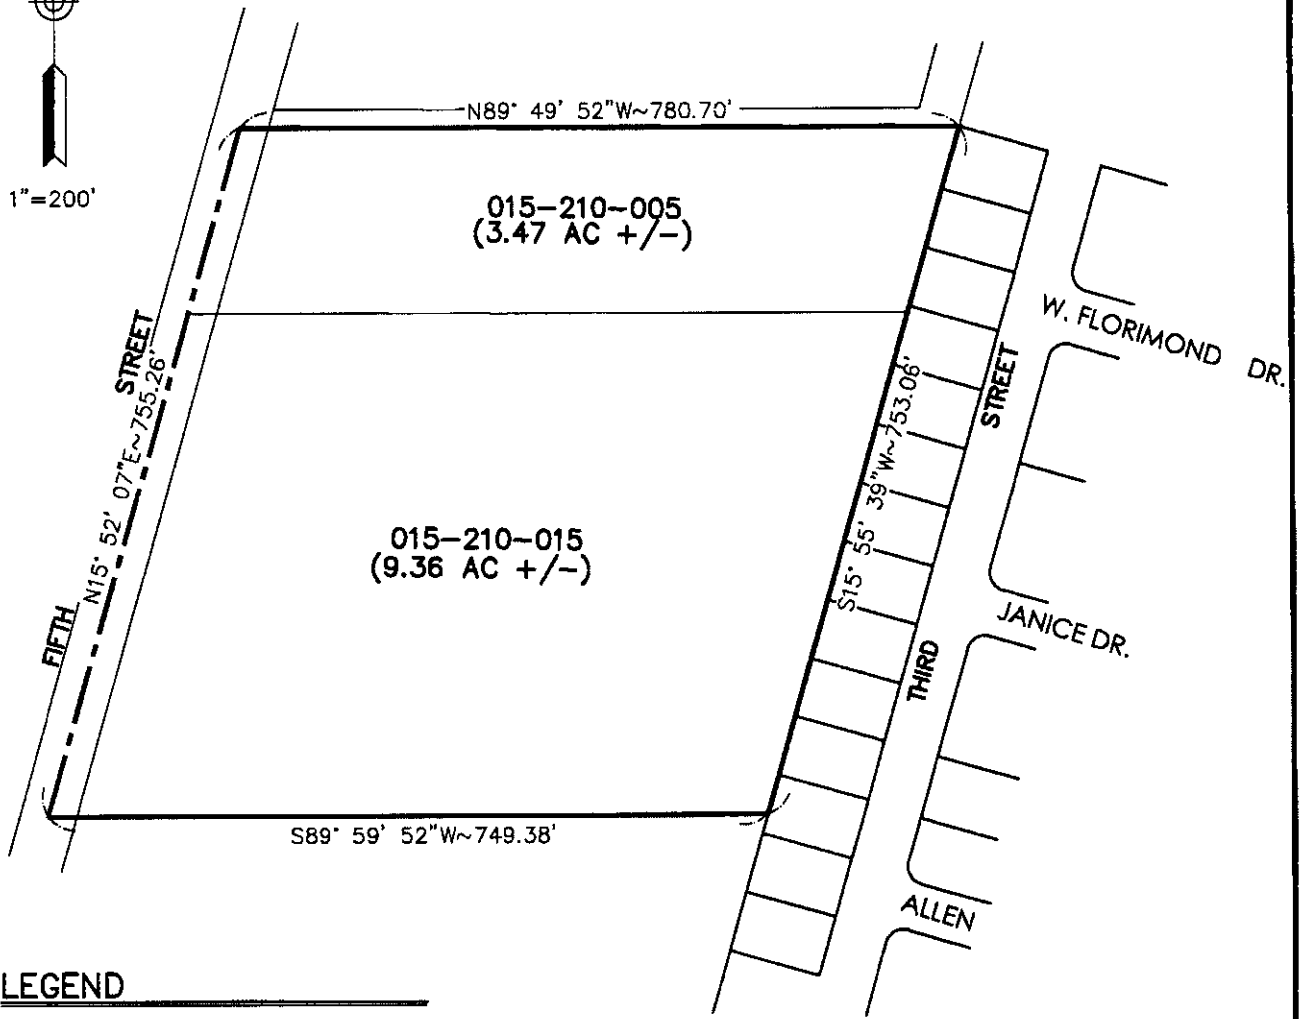 N89° 49' 52"W~780.70'
1"=200'
015-210-005
(3.47 AC +/-)
W. FLORIMOND DR.
FIFTH STREET
N15° 52' 07"E~755.26'
S15° 55' 39"W~753.06'
THIRD STREET
015-210-015
(9.36 AC +/-)
JANICE DR.
S89° 59' 52"W~749.38'
ALLEN
LEGEND